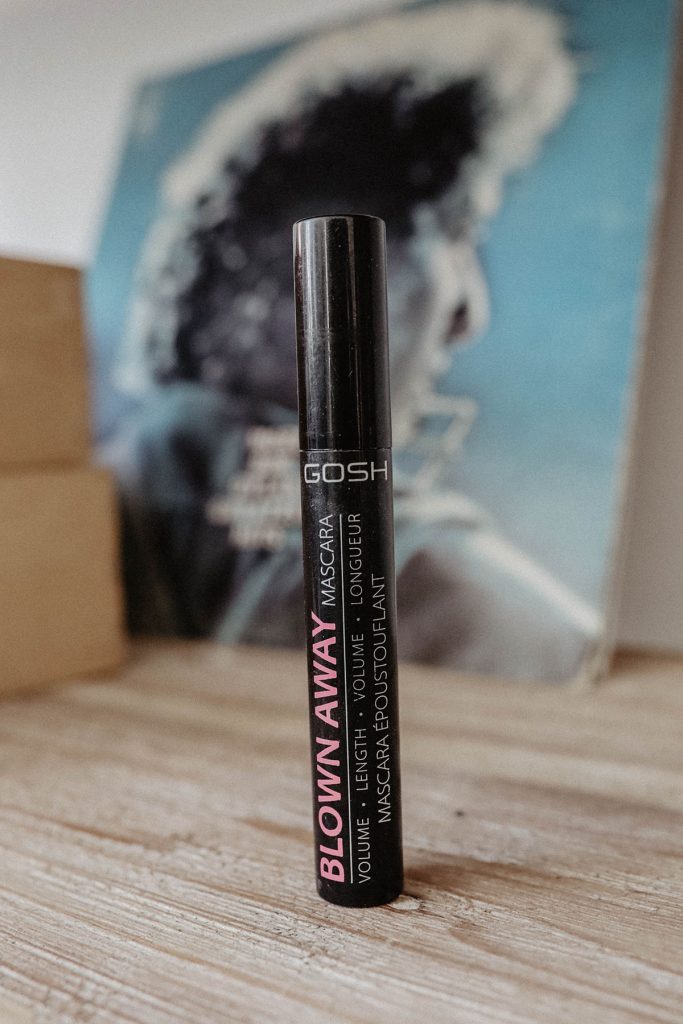 GOSH
BLOWN AWAY MASCARA
VOLUME • LENGTH • VOLUME • LONGUEUR
MASCARA ÉPOUSTOUFLANT